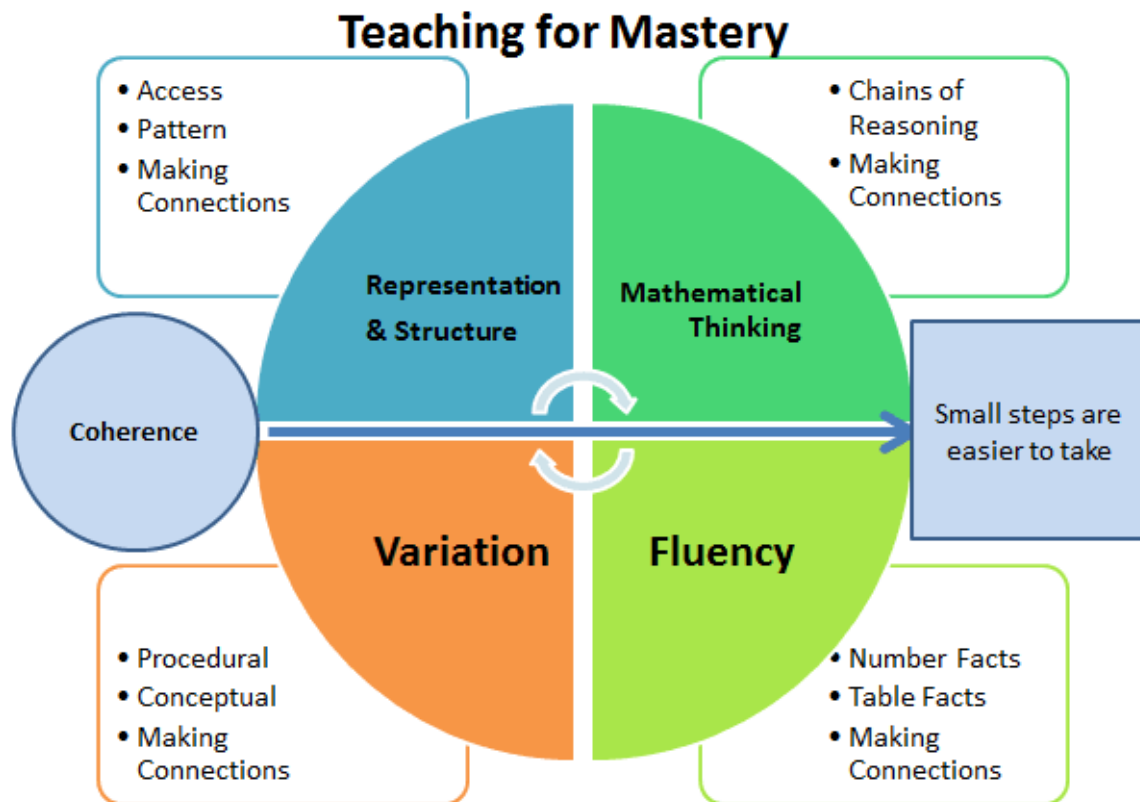 Teaching for Mastery
• Access
• Pattern
• Making
Connections
• Chains of
Reasoning
• Making
Connections
Representation
& Structure
Mathematical
Thinking
Coherence
Small steps are
easier to take
Variation
Fluency
• Procedural
• Conceptual
• Making
Connections
• Number Facts
• Table Facts
• Making
Connections